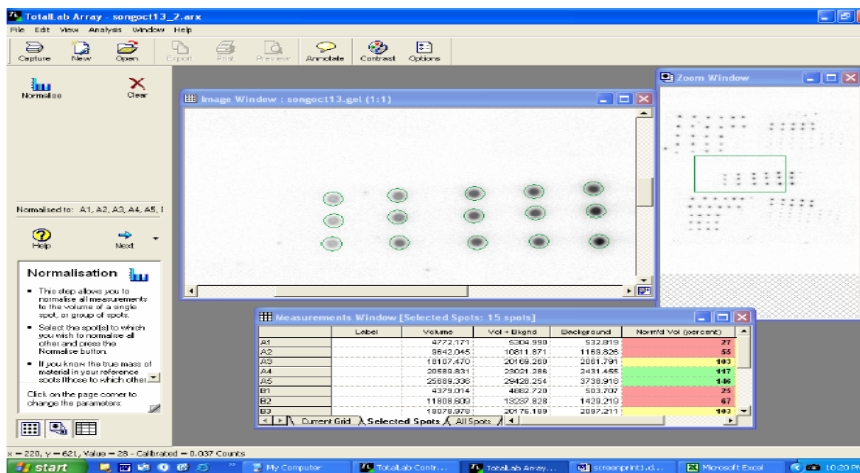 TotalLab Array - songoct13_2.arx
File Edit View Analysis Window Help
Capture New Open Export Print Preview Annotate Contrast Options
Normalise Clear
Normalised to: A1, A2, A3, A4, A5,
Help Next
Normalisation
This step allows you to
normalise all measurements
to the volume of a single
spot, or group of spots.
Select the spot(s) to which
you wish to normalise all
other and press the
Normalise button.
If you know the true mass of
material in your reference
spots (those to which other
Click on the page corner to
change the parameters.
Image Window : songoct13.gel (1:1)
Zoom Window
Measurements Window [Selected Spots: 15 spots]
Label Volume Vol + Bkgnd Background Norm'd Vol (percent)
A1 4772.171 5304.990 532.819 27
A2 9642.045 10811.871 1169.826 55
A3 18107.470 20169.260 2061.791 103
A4 20589.831 23021.286 2431.455 117
A5 25689.336 29428.254 3738.918 146
B1 4379.014 4882.720 503.707 25
B2 11808.609 13237.828 1429.219 67
B3 18078.978 20176.189 2097.211 103
Current Grid Selected Spots All Spots
x = 220, y = 621, Value = 28 - Calibrated = 0.037 Counts
start My Computer TotalLab Contr... TotalLab Array... screenprint1.d... Microsoft Excel 10:20 P